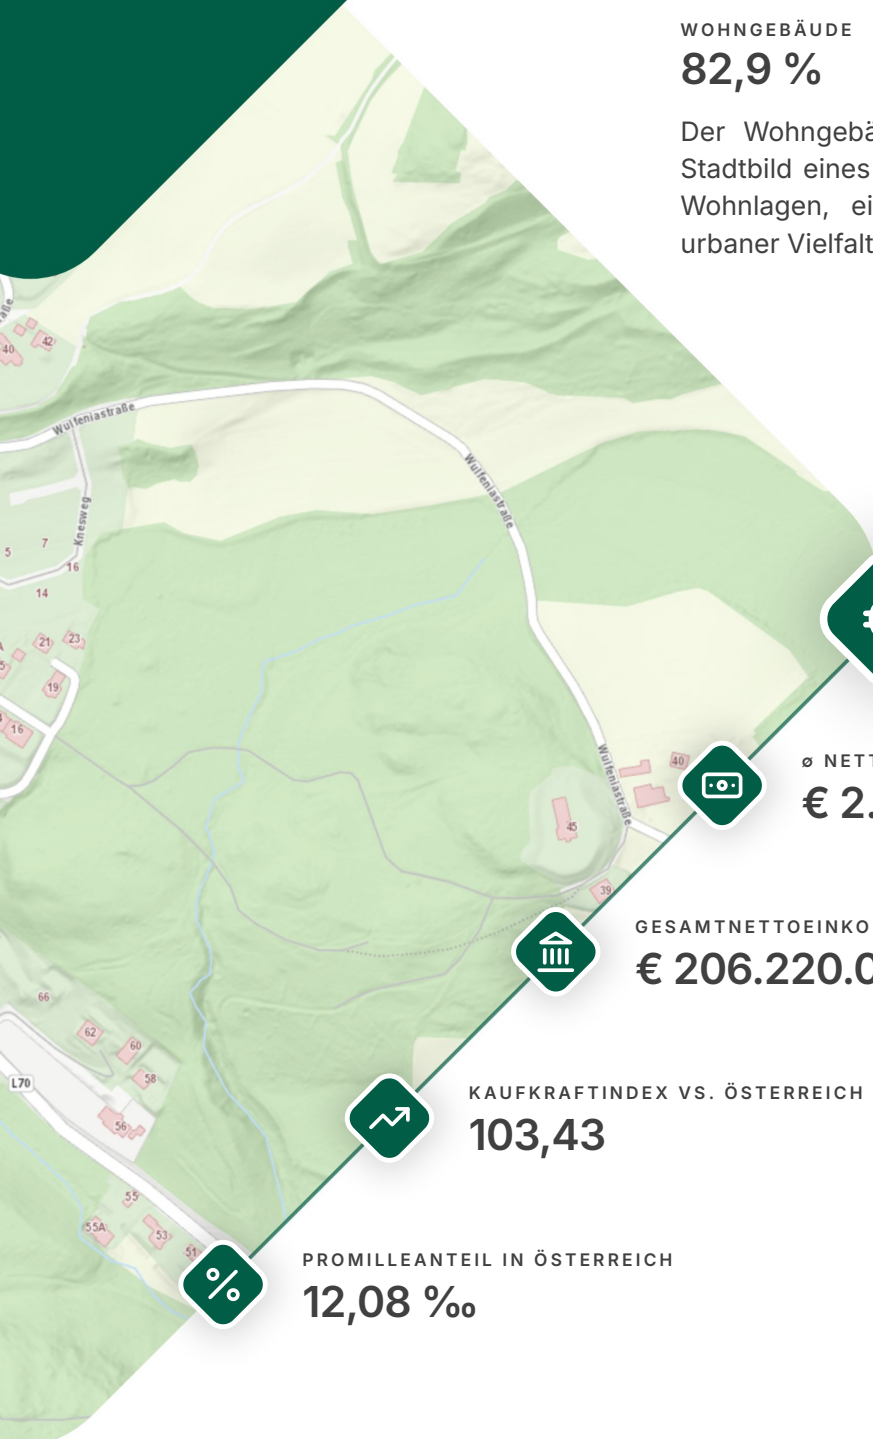 WOHNGEBÄUDE
82,9 %
Der Wohngebä
Stadtbild eines
Wohnlagen, ei
urbaner Vielfalt
aße
40
42
Wulfeniastraße
Wulfeniastraße
Knesweg
5
7
16
14
21
23
A
5
19
16
Wulfeniastraße
40
45
39
ø NETT
€ 2.
GESAMTNETTOEINKO
€ 206.220.0
66
62
60
58
L70
56
KAUFKRAFTINDEX VS. ÖSTERREICH
103,43
55
55A
53
51
PROMILLEANTEIL IN ÖSTERREICH
12,08 ‰